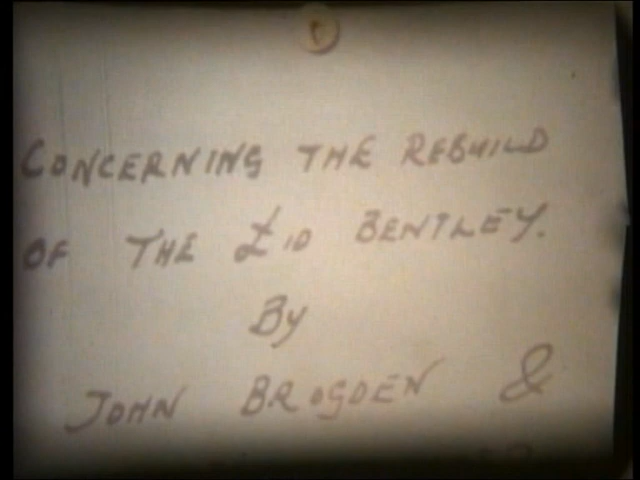 CONCERNING THE REBUILD
OF THE £10 BENTLEY.
By
JOHN BROGDEN &